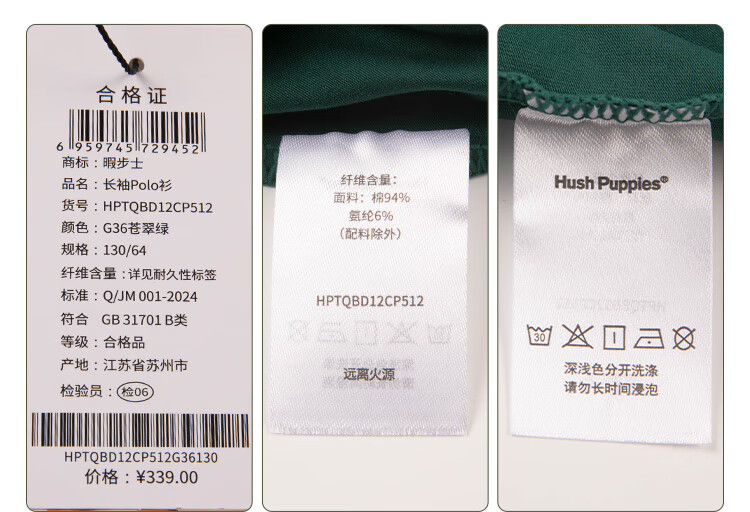 合格证
6 959745 729452
商标：暇步士
品名：长袖Polo衫
货号：HPTQBD12CP512
颜色：G36苍翠绿
规格：130/64
纤维含量：详见耐久性标签
标准：Q/JM 001-2024
符合 GB 31701 B类
等级：合格品
产地：江苏省苏州市
检验员：检06
HPTQBD12CP512G36130
价格：¥339.00
纤维含量：
面料：棉94%
氨纶6%
（配料除外）
HPTQBD12CP512
远离火源
Hush Puppies®
30
深浅色分开洗涤
请勿长时间浸泡